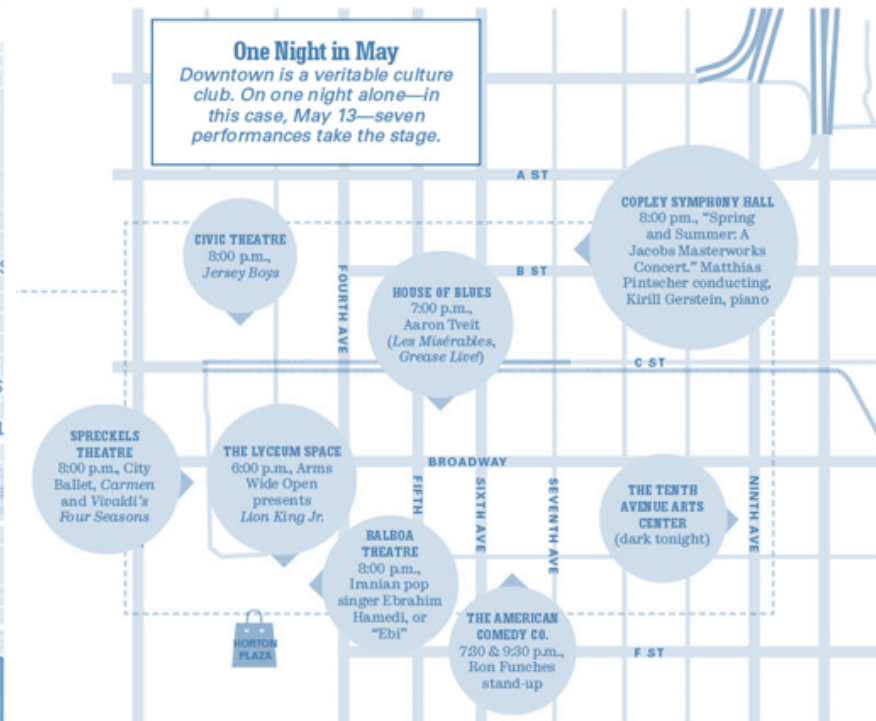 One Night in May
Downtown is a veritable culture
club. On one night alone—in
this case, May 13—seven
performances take the stage.
A ST
COPLEY SYMPHONY HALL
8:00 pm., “Spring
and Summer: A
Jacobs Masterworks
Concert.” Matthias
Pintscher conducting,
Kirill Gerstein, piano
CIVIC THEATRE
8:00 p.m.,
Jersey Boys
B ST
FOURTH AVE
HOUSE OF BLUES
7:00 p.m.,
Aaron Tveit
(Les Misérables,
Grease Live!)
C ST
SPRECKELS
THEATRE
8:00 p.m., City
Ballet, Carmen
and Vivaldi’s
Four Seasons
THE LYCEUM SPACE
6:00 p.m., Arms
Wide Open
presents
Lion King Jr.
BROADWAY
FIFTH
SIXTH AVE
SEVENTH AVE
THE TENTH
AVENUE ARTS
CENTER
(dark tonight)
NINTH AVE
BALBOA
THEATRE
8:00 p.m.,
Iranian pop
singer Ebrahim
Hamedi, or
“Ebi”
THE AMERICAN
COMEDY CO.
7:30 & 9:30 p.m.,
Ron Funches
stand-up
HORTON
PLAZA
F ST